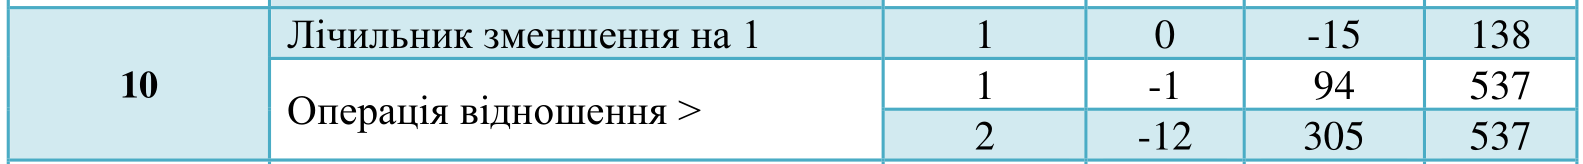 10
Лічильник зменшення на 1 1 0 -15 138
Операція відношення > 1 -1 94 537
2 -12 305 537